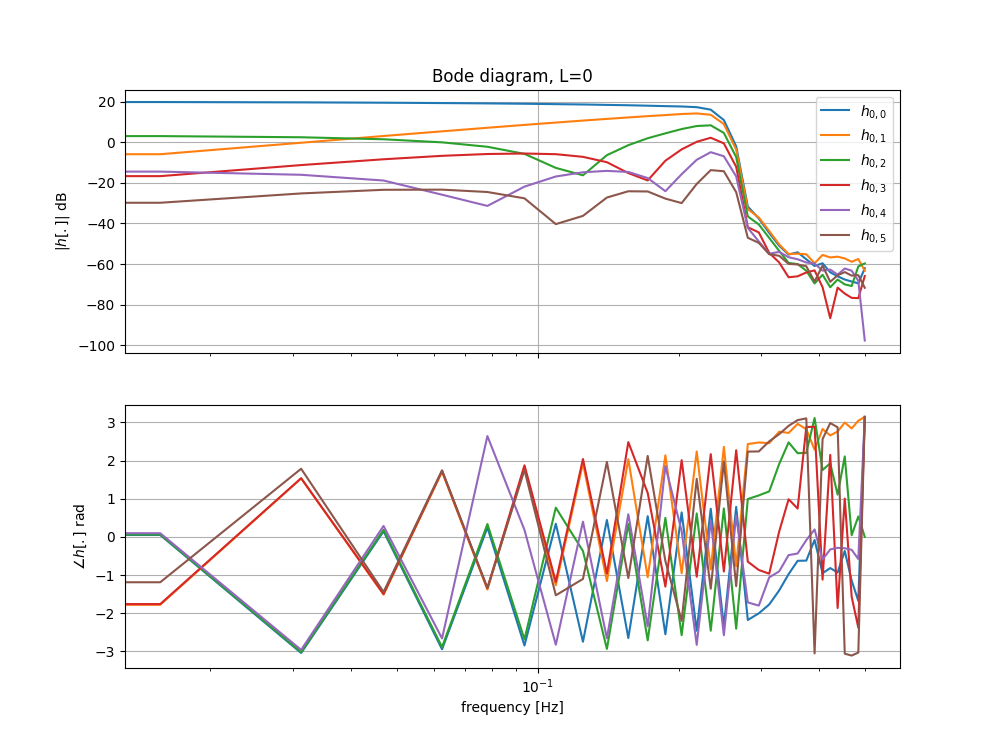 Bode diagram, L=0
|h[.]| dB
20
0
−20
−40
−60
−80
−100
h0,0
h0,1
h0,2
h0,3
h0,4
h0,5
∠h[.] rad
3
2
1
0
−1
−2
−3
10−1
frequency [Hz]